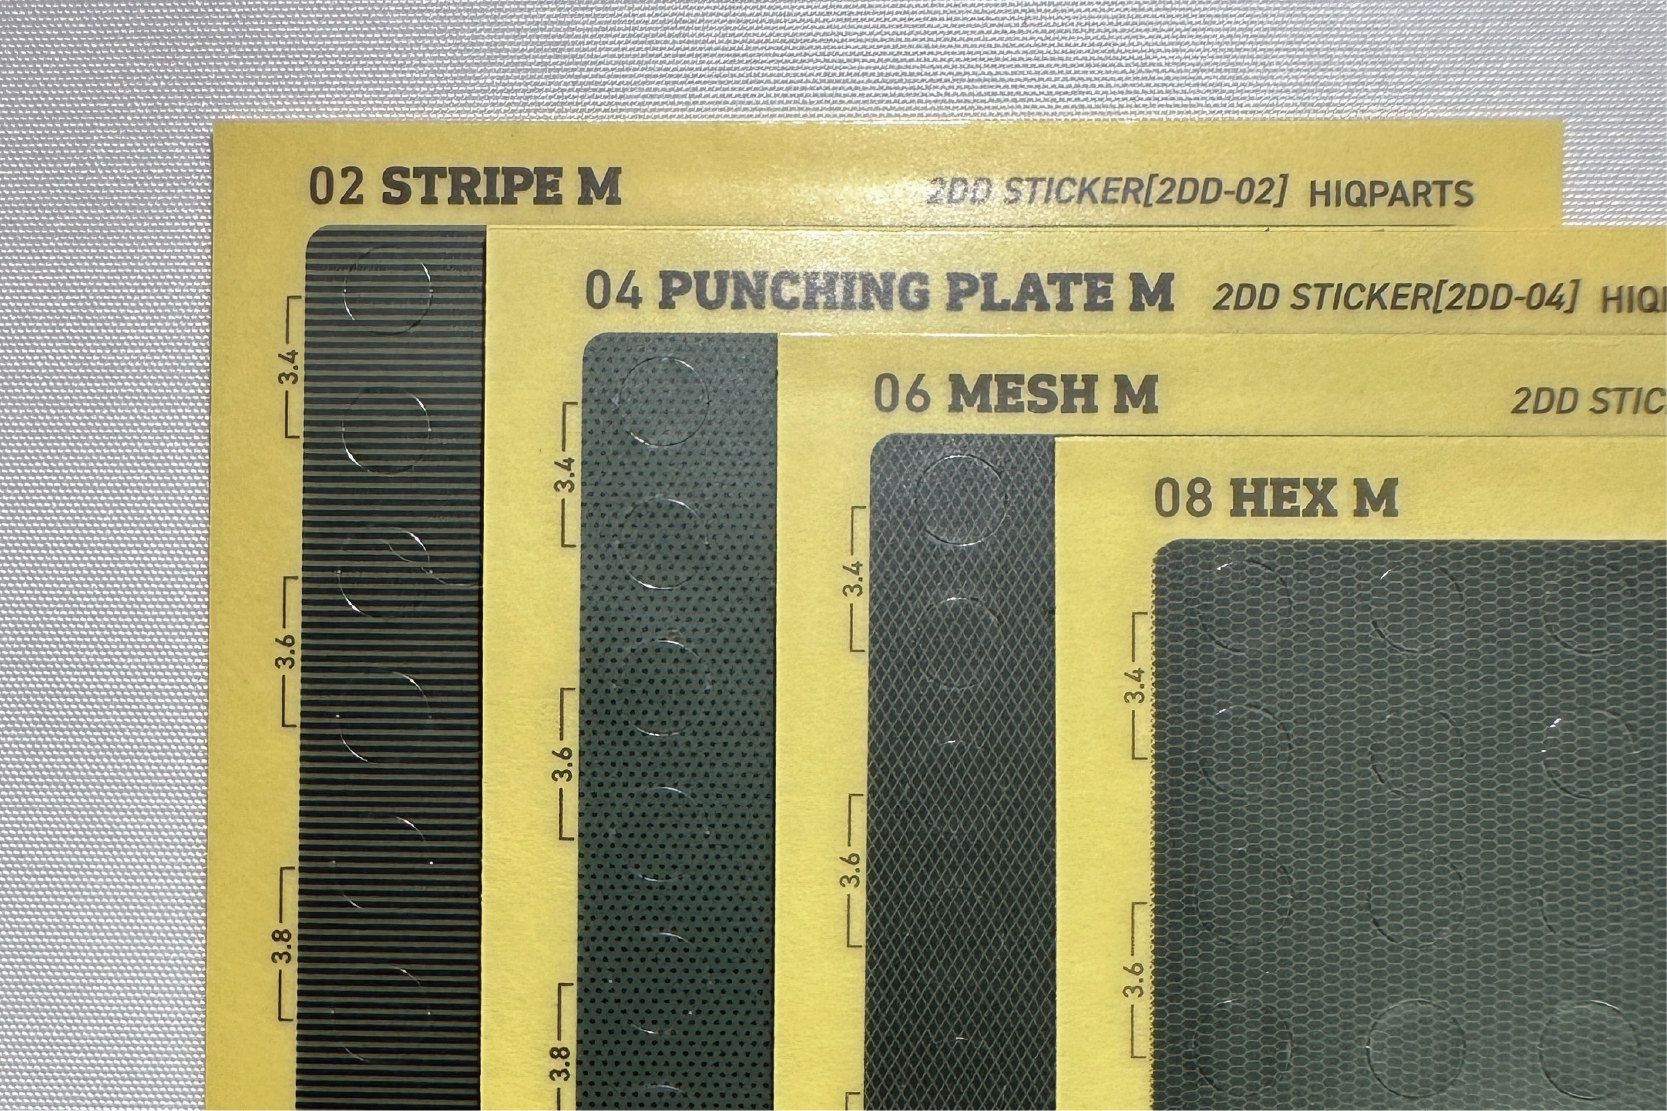 02 STRIPE M 2DD STICKER[2DD-02] HIQPARTS
3.4
3.6
3.8
04 PUNCHING PLATE M 2DD STICKER[2DD-04]
3.4
3.6
3.8
06 MESH M 2DD
3.4
3.6
08 HEX M
3.4
3.6